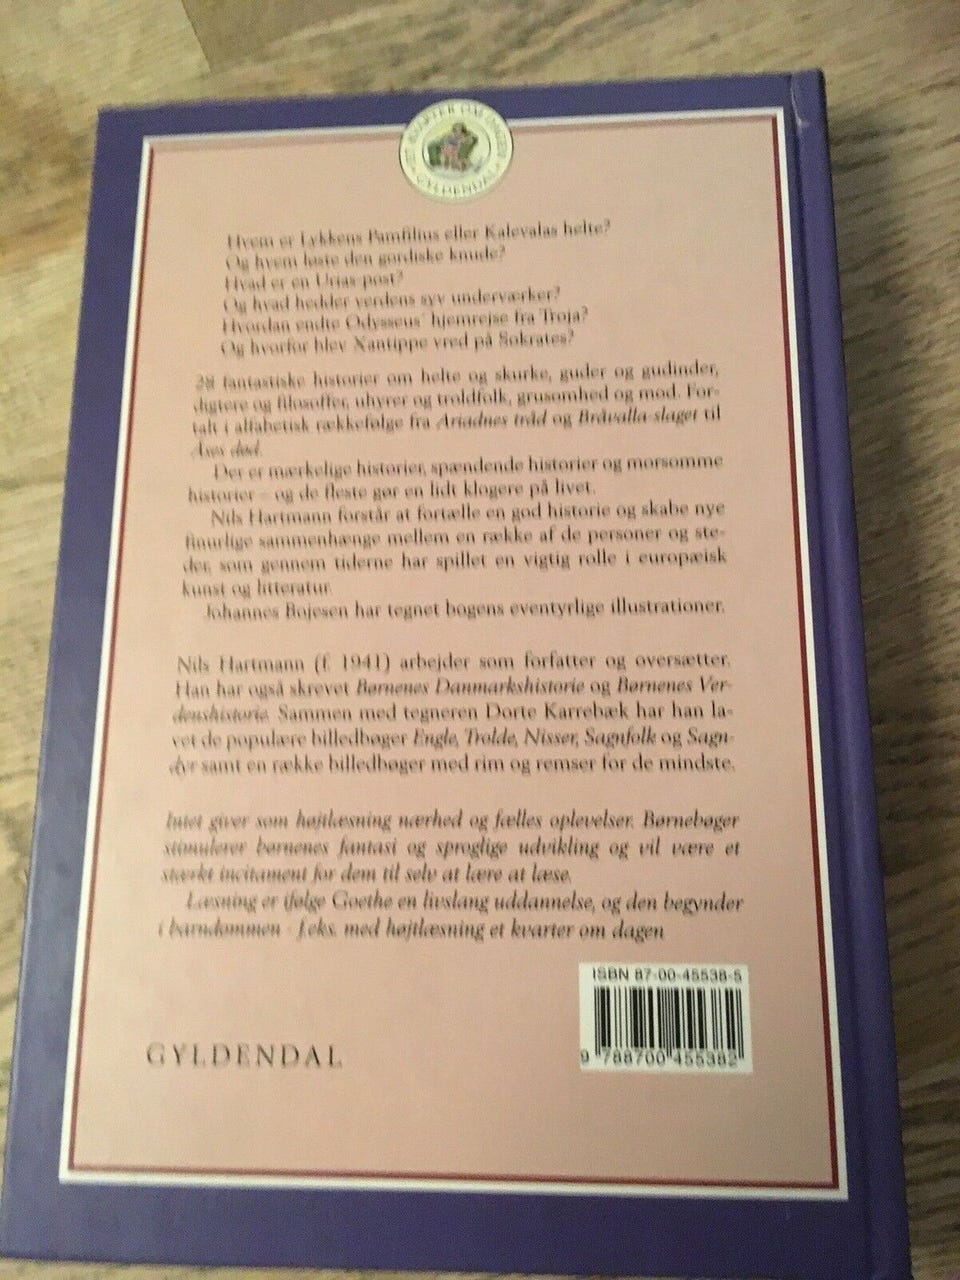 ET KVARTER OM DAGEN
GYLDENDAL
Hvem er Lykkens Pamfilius eller Kalevalas helte?
Og hvem løste den gordiske knude?
Hvad er en Urias-post?
Og hvad hedder verdens syv underværker?
Hvordan endte Odysseus´ hjemrejse fra Troja?
Og hvorfor blev Xantippe vred på Sokrates?
28 fantastiske historier om helte og skurke, guder og gudinder,
digtere og filosoffer, uhyrer og troldfolk, grusomhed og mod. For-
talt i alfabetisk rækkefølge fra Ariadnes tråd og Bråvalla-slaget til
Åses død.
Der er mærkelige historier, spændende historier og morsomme
historier – og de fleste gør en lidt klogere på livet.
Nils Hartmann forstår at fortælle en god historie og skabe nye
finurlige sammenhænge mellem en række af de personer og ste-
der, som gennem tiderne har spillet en vigtig rolle i europæisk
kunst og litteratur.
Johannes Bojesen har tegnet bogens eventyrlige illustrationer.
Nils Hartmann (f. 1941) arbejder som forfatter og oversætter.
Han har også skrevet Børnenes Danmarkshistorie og Børnenes Ver-
denshistorie. Sammen med tegneren Dorte Karrebæk har han la-
vet de populære billedbøger Engle, Trolde, Nisser, Sagnfolk og Sagn-
dyr samt en række billedbøger med rim og remser for de mindste.
Intet giver som højtlæsning nærhed og fælles oplevelser. Børnebøger
stimulerer børnenes fantasi og sproglige udvikling og vil være et
stærkt incitament for dem til selv at lære at læse.
Læsning er ifølge Goethe en livslang uddannelse, og den begynder
i barndommen - f.eks. med højtlæsning et kvarter om dagen
ISBN 87-00-45538-5
9 788700 455382
GYLDENDAL